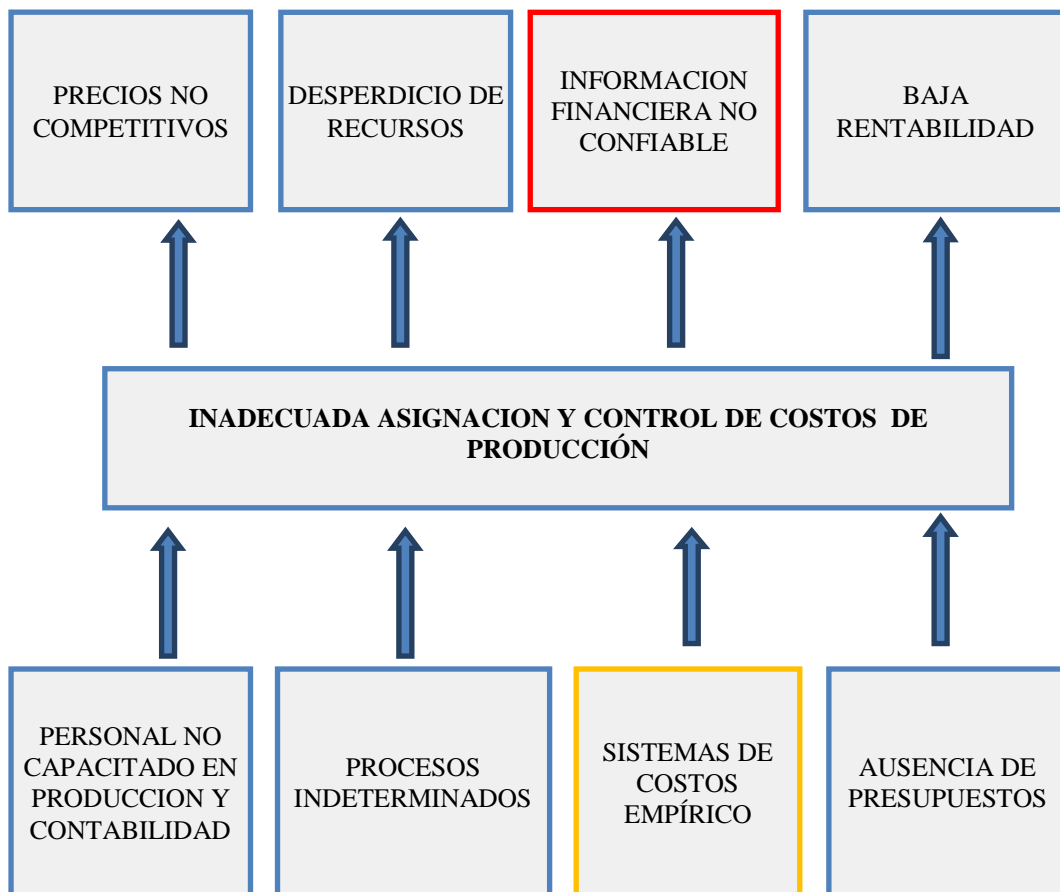 PRECIOS NO
COMPETITIVOS
DESPERDICIO DE
RECURSOS
INFORMACION
FINANCIERA NO
CONFIABLE
BAJA
RENTABILIDAD
INADECUADA ASIGNACION Y CONTROL DE COSTOS DE
PRODUCCIÓN
PERSONAL NO
CAPACITADO EN
PRODUCCION Y
CONTABILIDAD
PROCESOS
INDETERMINADOS
SISTEMAS DE
COSTOS
EMPÍRICO
AUSENCIA DE
PRESUPUESTOS